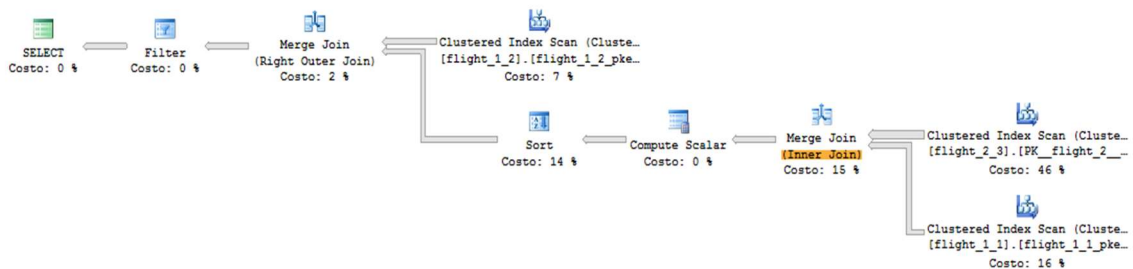 SELECT
Costo: 0 %
Filter
Costo: 0 %
Merge Join
(Right Outer Join)
Costo: 2 %
Clustered Index Scan (Cluste…
[flight_1_2].[flight_1_2_pke…
Costo: 7 %
Sort
Costo: 14 %
Compute Scalar
Costo: 0 %
Merge Join
(Inner Join)
Costo: 15 %
Clustered Index Scan (Cluste…
[flight_2_3].[PK__flight_2__…
Costo: 46 %
Clustered Index Scan (Cluste…
[flight_1_1].[flight_1_1_pke…
Costo: 16 %